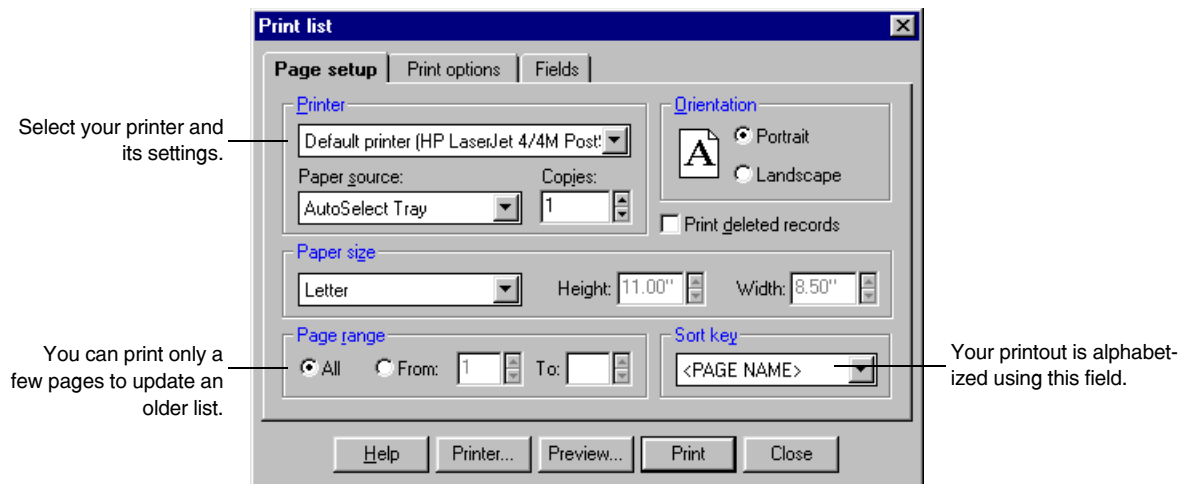 Print list
Page setup Print options Fields
Printer
Default printer (HP LaserJet 4/4M Post
Paper source: Copies:
AutoSelect Tray 1
Orientation
A
Portrait
Landscape
Print deleted records
Paper size
Letter Height: 11.00" Width: 8.50"
Page range
All From: 1 To:
Sort key
<PAGE NAME>
Help Printer... Preview... Print Close
Select your printer and
its settings.
You can print only a
few pages to update an
older list.
Your printout is alphabet-
ized using this field.